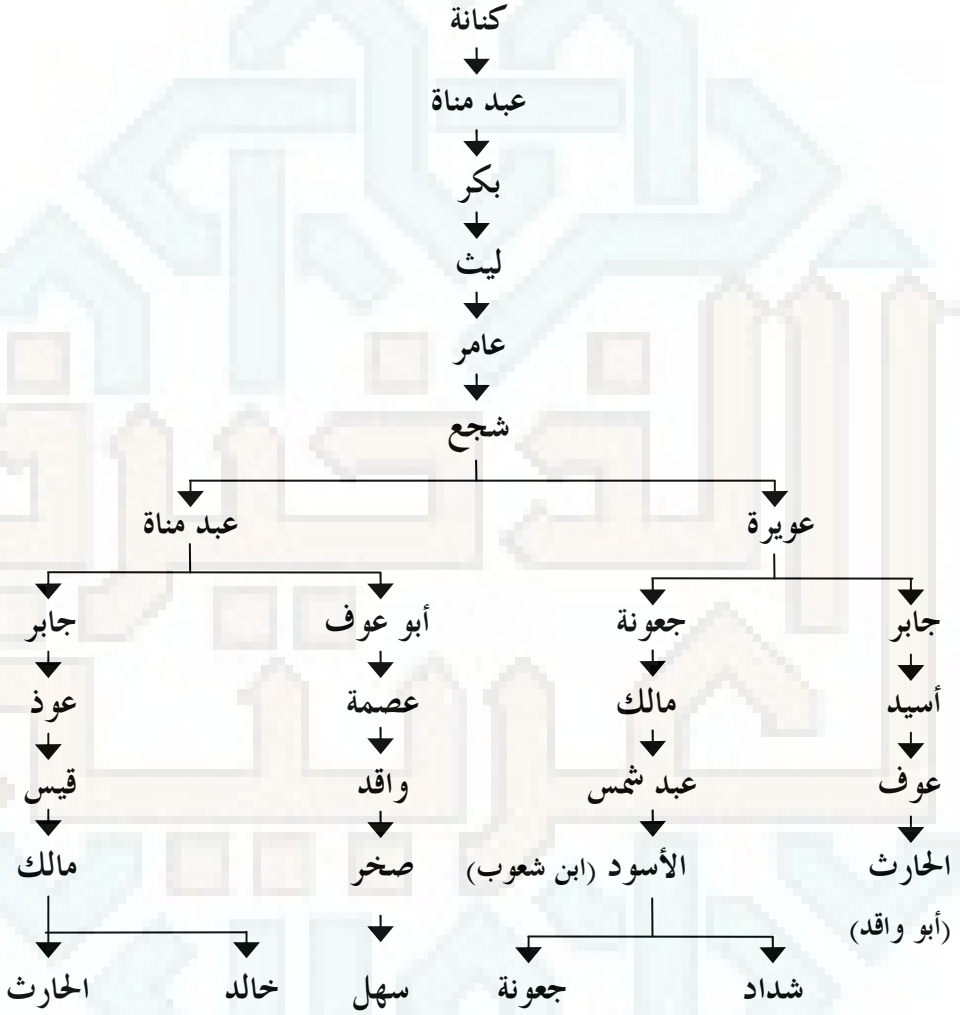 كنانة
عبد مناة
بكر
ليث
عامر
شجع
عويرة عبد مناة
جابر جعونة أبو عوف جابر
أسيد مالك عصمة عوذ
عوف عبد شمس واقد قيس
الحارث الأسود (ابن شعوب) صخر مالك
(أبو واقد)
شداد جعونة سهل خالد الحارث